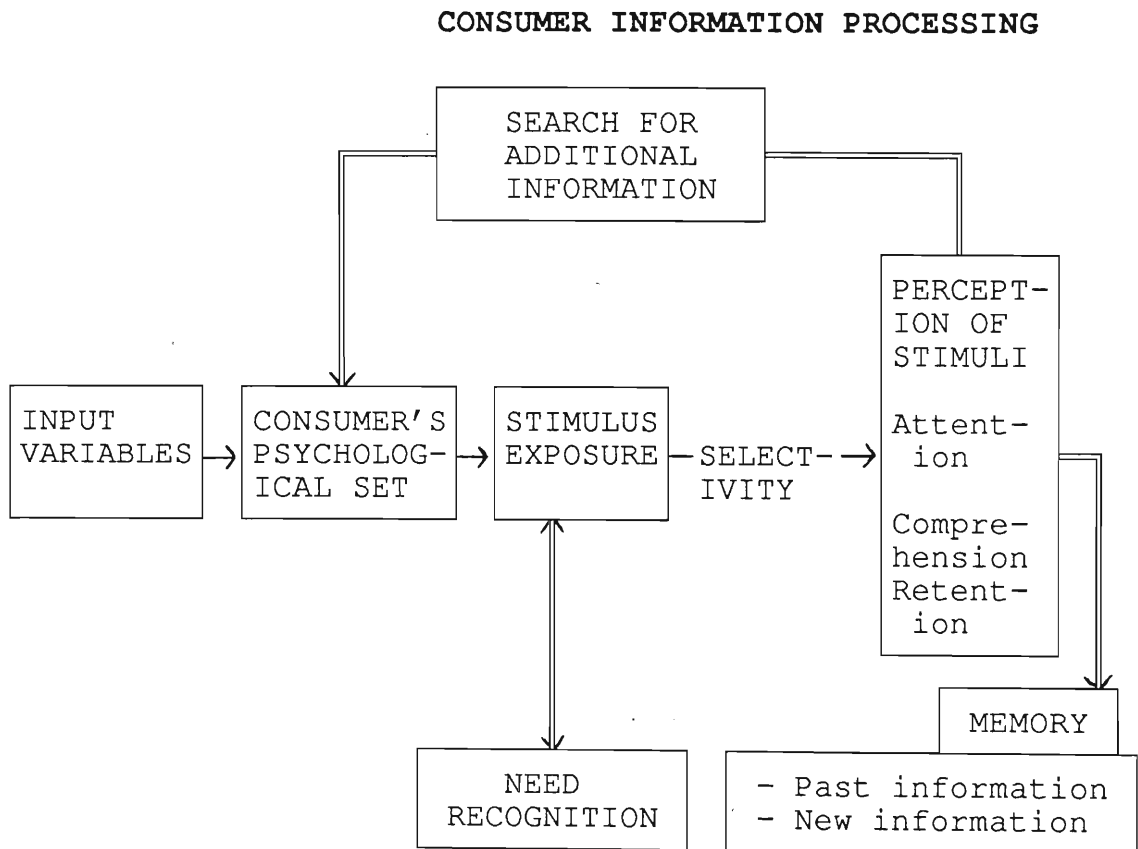 CONSUMER INFORMATION PROCESSING
SEARCH FOR
ADDITIONAL
INFORMATION
INPUT
VARIABLES
CONSUMER'S
PSYCHOLOG-
ICAL SET
STIMULUS
EXPOSURE
SELECT-
IVITY
PERCEPT-
ION OF
STIMULI
Attent-
ion
Compre-
hension
Retent-
ion
NEED
RECOGNITION
MEMORY
- Past information
- New information